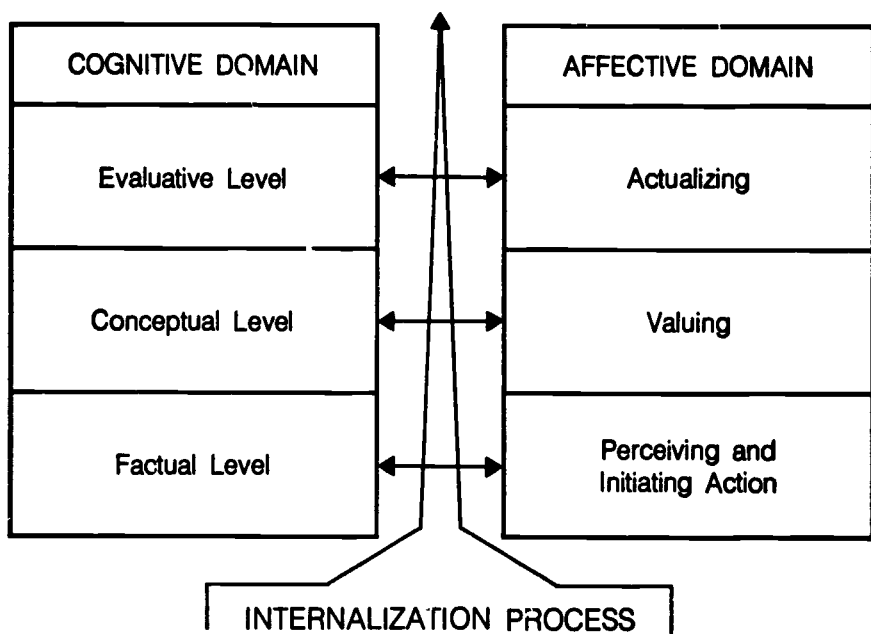 COGNITIVE DOMAIN
Evaluative Level
Conceptual Level
Factual Level
AFFECTIVE DOMAIN
Actualizing
Valuing
Perceiving and
Initiating Action
INTERNALIZATION PROCESS